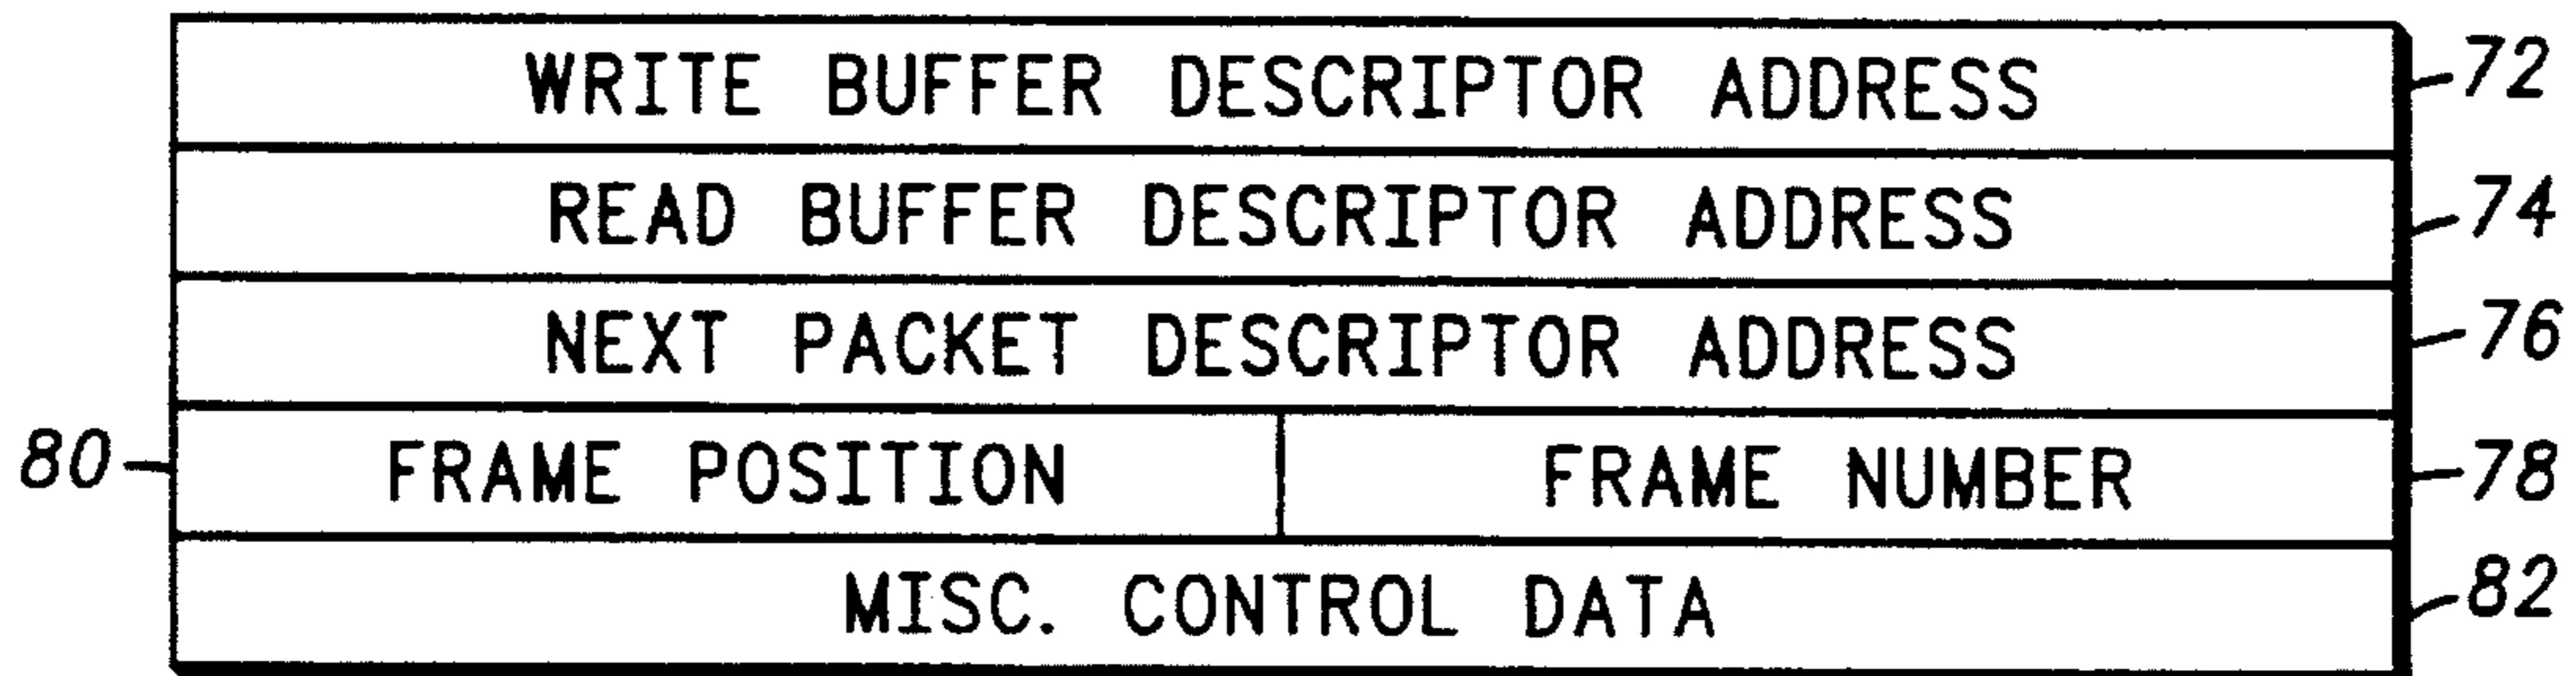 WRITE BUFFER DESCRIPTOR ADDRESS 72
READ BUFFER DESCRIPTOR ADDRESS 74
NEXT PACKET DESCRIPTOR ADDRESS 76
80 FRAME POSITION FRAME NUMBER 78
MISC. CONTROL DATA 82